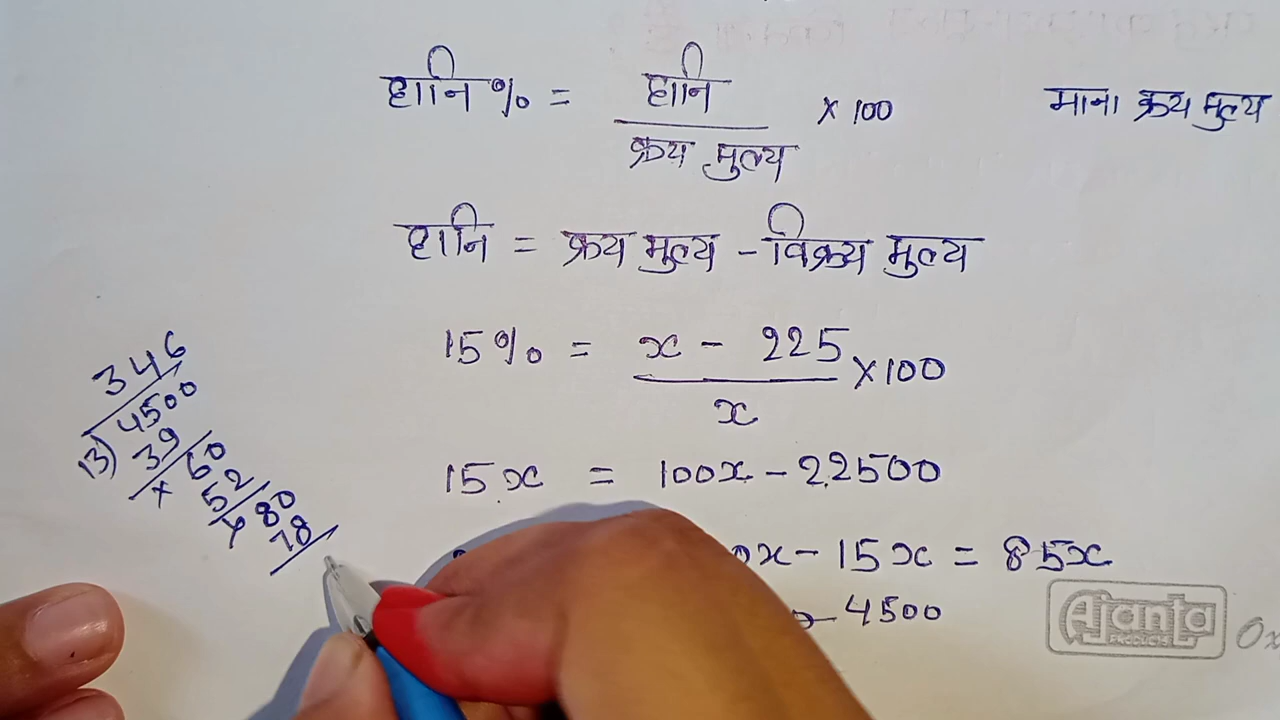 हानि % = हानि × 100
क्रय मुल्य
माना क्रय मुल्य
हानि = क्रय मुल्य - विक्रय मुल्य
15% = x - 225 × 100
x
15x = 100x - 22500
x - 15x = 85x
4500
346
13) 4500
39
× 60
52
× 80
78
Ajanta
PRODUCTS